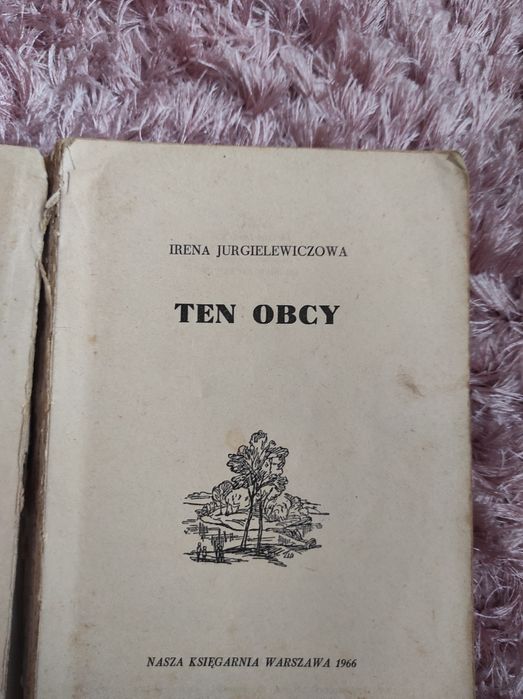 IRENA JURGIELEWICZOWA
TEN OBCY
NASZA KSIĘGARNIA WARSZAWA 1966